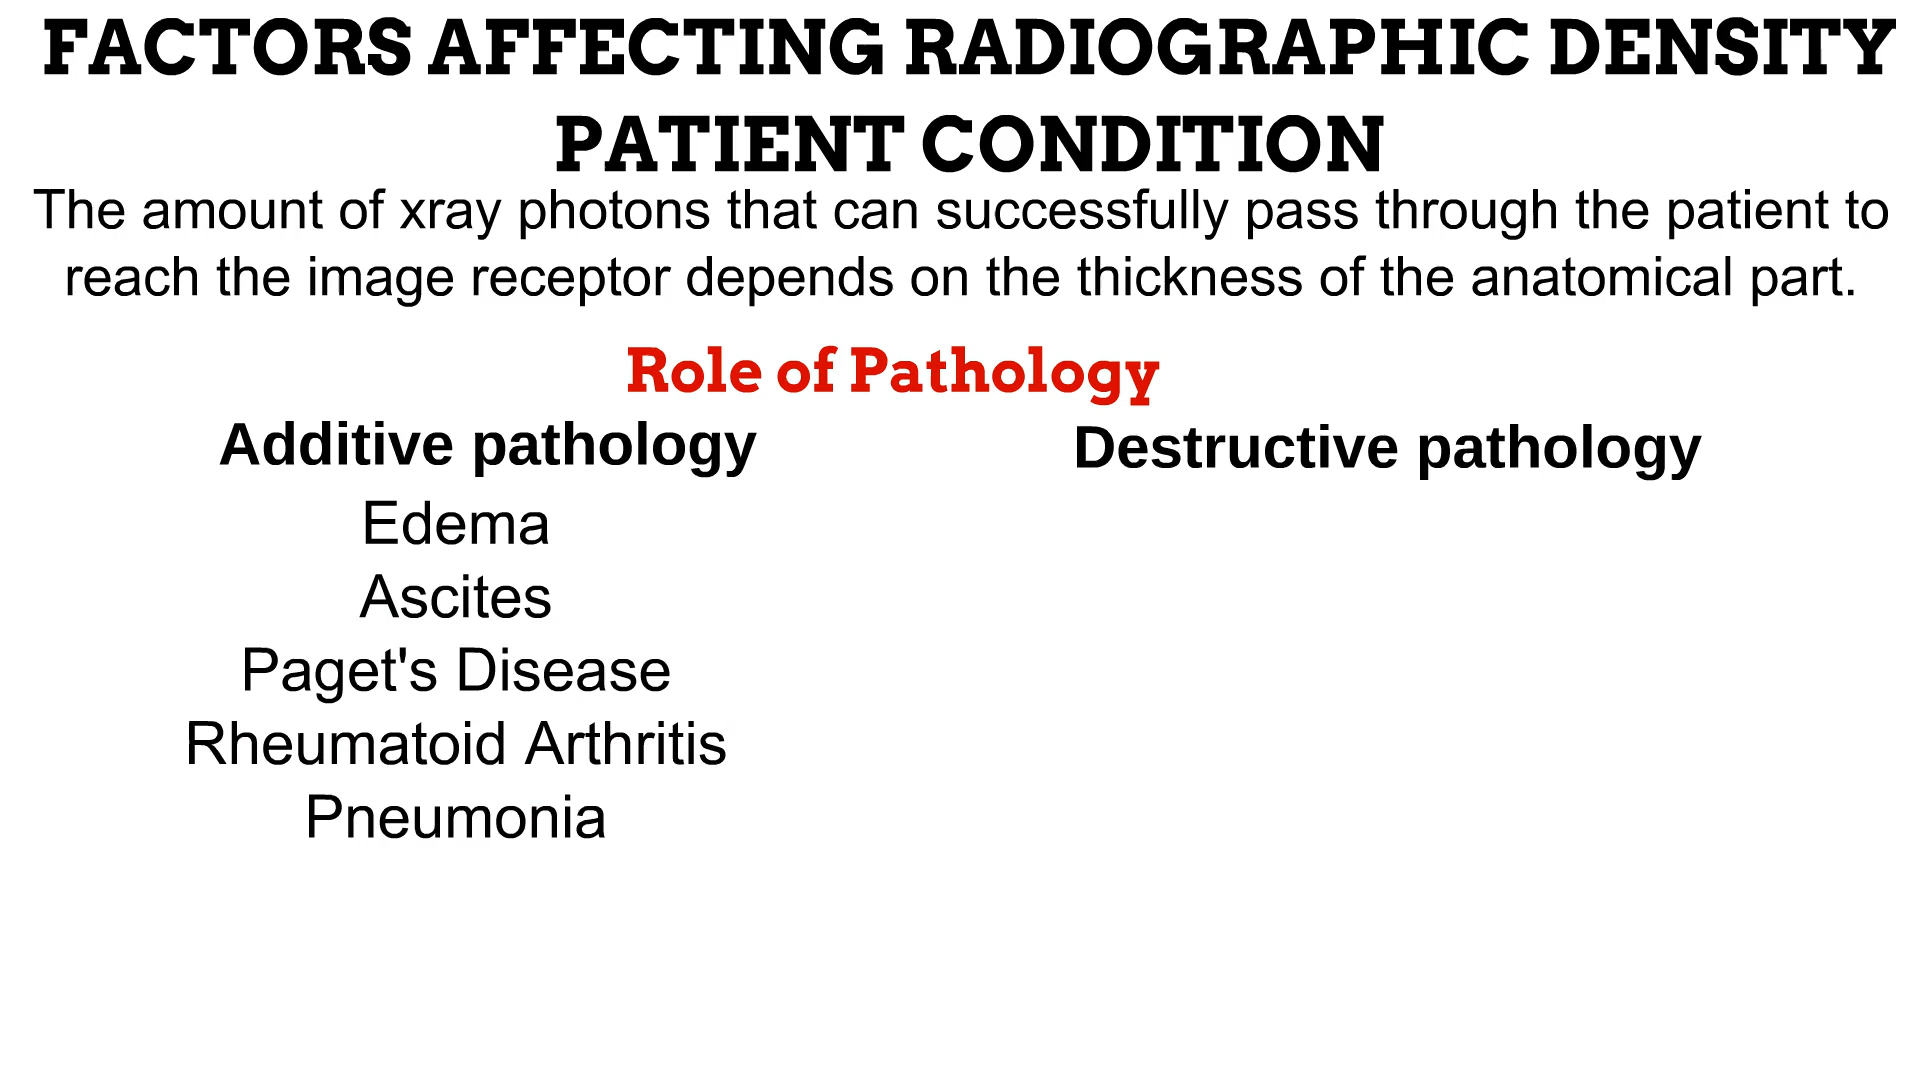 FACTORS AFFECTING RADIOGRAPHIC DENSITY
PATIENT CONDITION
The amount of xray photons that can successfully pass through the patient to
reach the image receptor depends on the thickness of the anatomical part.
Role of Pathology
Additive pathology
Edema
Ascites
Paget's Disease
Rheumatoid Arthritis
Pneumonia
Destructive pathology